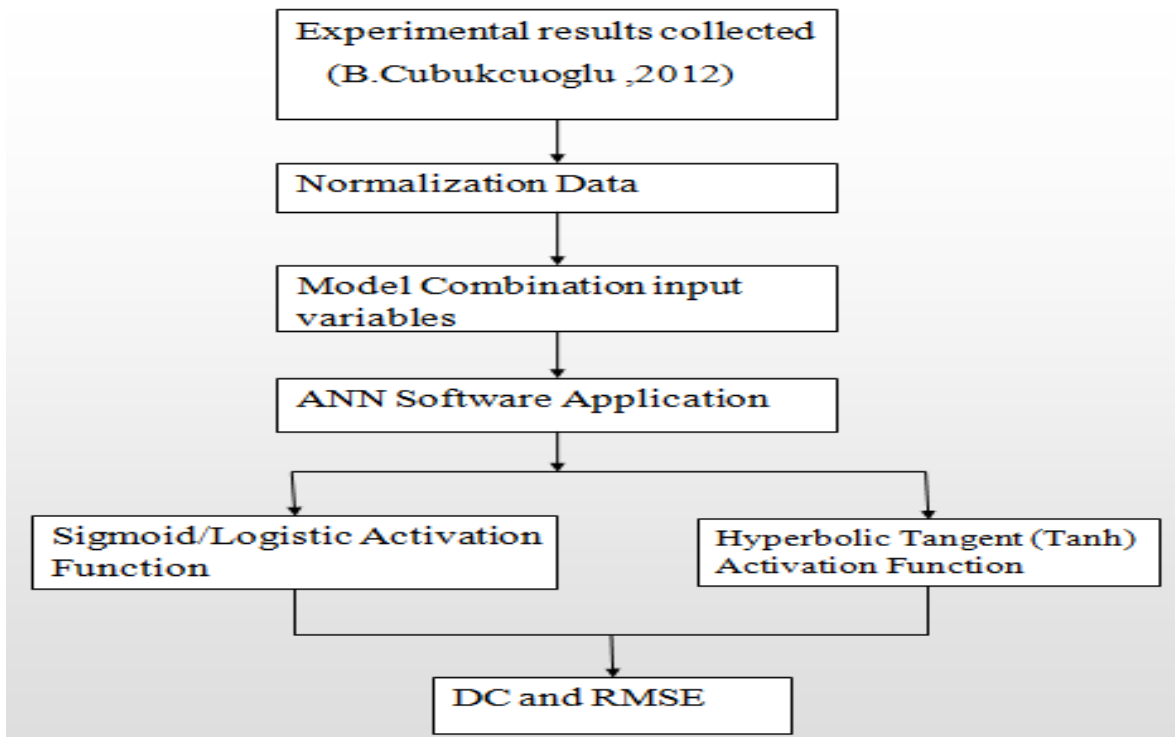 Experimental results collected
(B.Cubukcuoglu ,2012)
Normalization Data
Model Combination input
variables
ANN Software Application
Sigmoid/Logistic Activation
Function
Hyperbolic Tangent (Tanh)
Activation Function
DC and RMSE